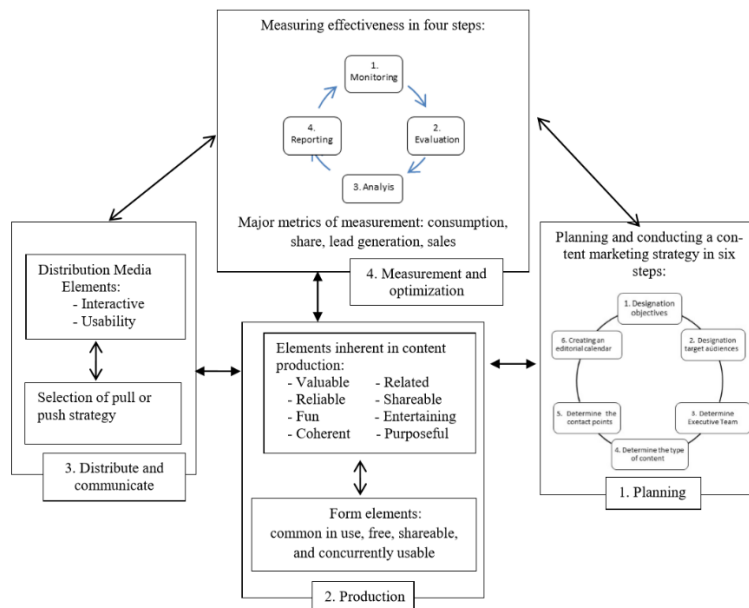 Measuring effectiveness in four steps:
1.
Monitoring
4.
Reporting
2.
Evaluation
3. Analyis
Major metrics of measurement: consumption,
share, lead generation, sales
4. Measurement and
optimization
Distribution Media
Elements:
- Interactive
- Usability
Selection of pull or
push strategy
3. Distribute and
communicate
Elements inherent in content
production:
- Valuable - Related
- Reliable - Shareable
- Fun - Entertaining
- Coherent - Purposeful
Form elements:
common in use, free, shareable,
and concurrently usable
2. Production
Planning and conducting a con-
tent marketing strategy in six
steps:
1. Designation
objectives
6. Creating an
editorial calendar
2. Designation
target audiences
5. Determine the
contact points
3. Determine
Executive Team
4. Determine the type
of content
1. Planning